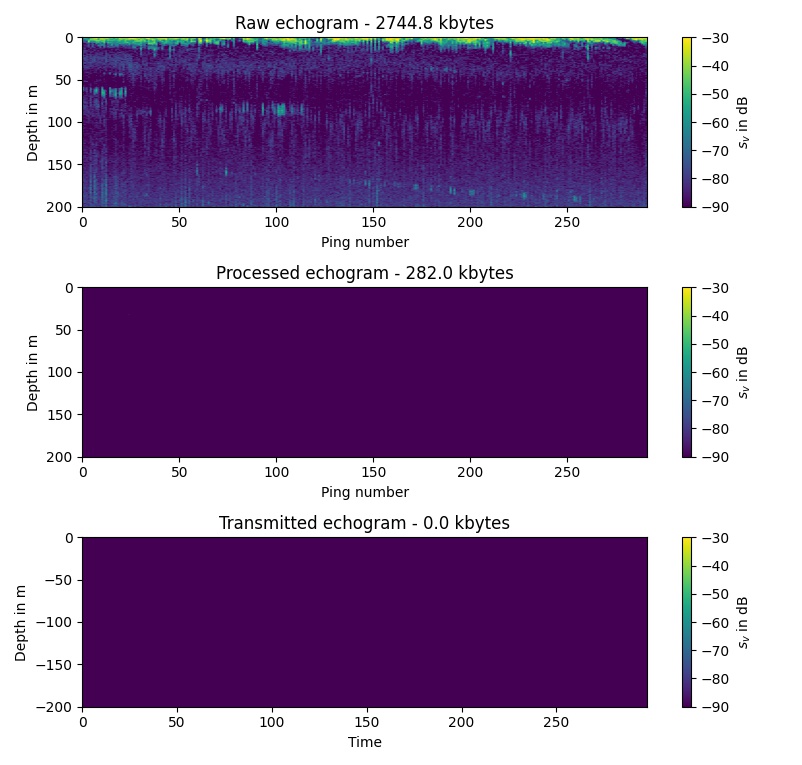 Raw echogram - 2744.8 kbytes
0
50
100
150
200
Depth in m
0 50 100 150 200 250
Ping number
−30
−40
−50
−60
−70
−80
−90
sv in dB
Processed echogram - 282.0 kbytes
0
50
100
150
200
Depth in m
0 50 100 150 200 250
Ping number
−30
−40
−50
−60
−70
−80
−90
sv in dB
Transmitted echogram - 0.0 kbytes
0
−50
−100
−150
−200
Depth in m
0 50 100 150 200 250
Time
−30
−40
−50
−60
−70
−80
−90
sv in dB